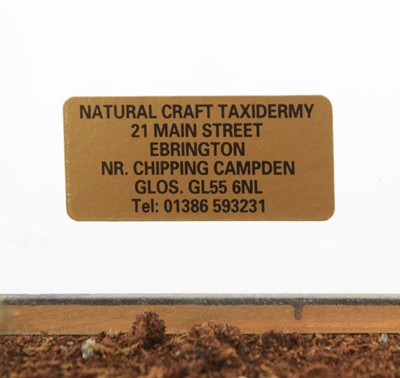 NATURAL CRAFT TAXIDERMY
21 MAIN STREET
EBRINGTON
NR. CHIPPING CAMPDEN
GLOS. GL55 6NL
Tel: 01386 593231